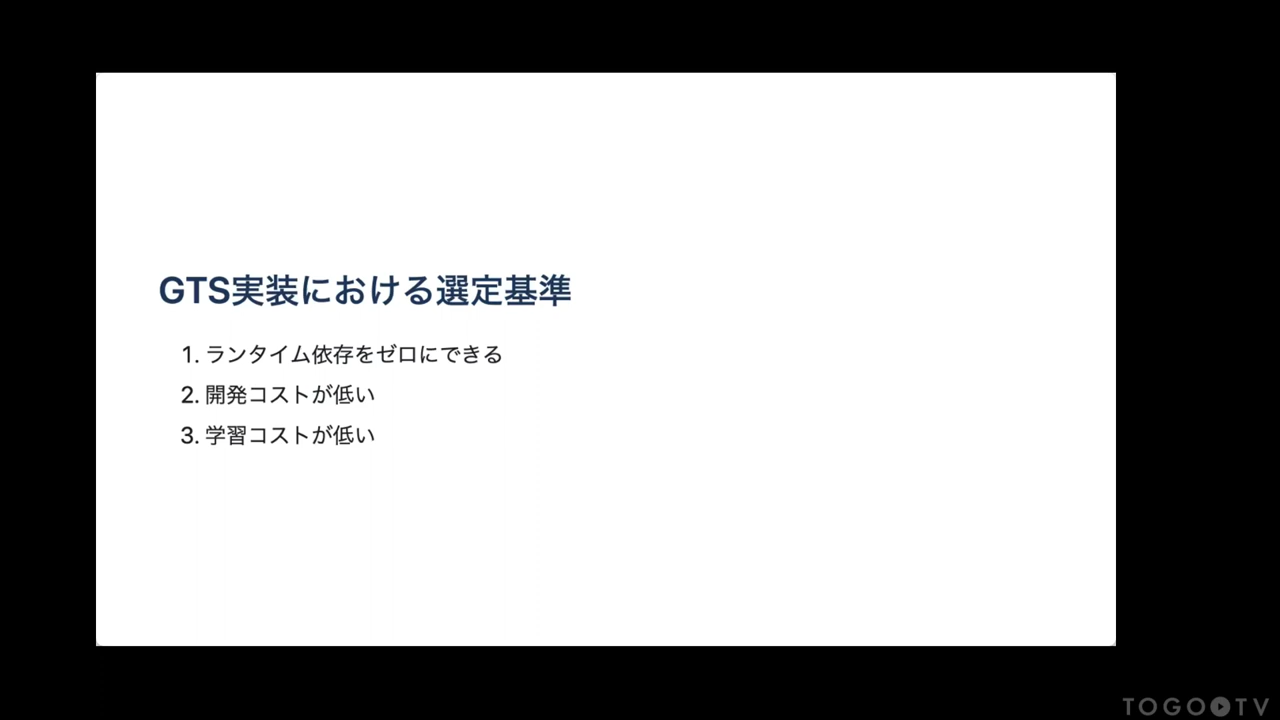 GTS実装における選定基準
1. ランタイム依存をゼロにできる
2. 開発コストが低い
3. 学習コストが低い
TOGOTV